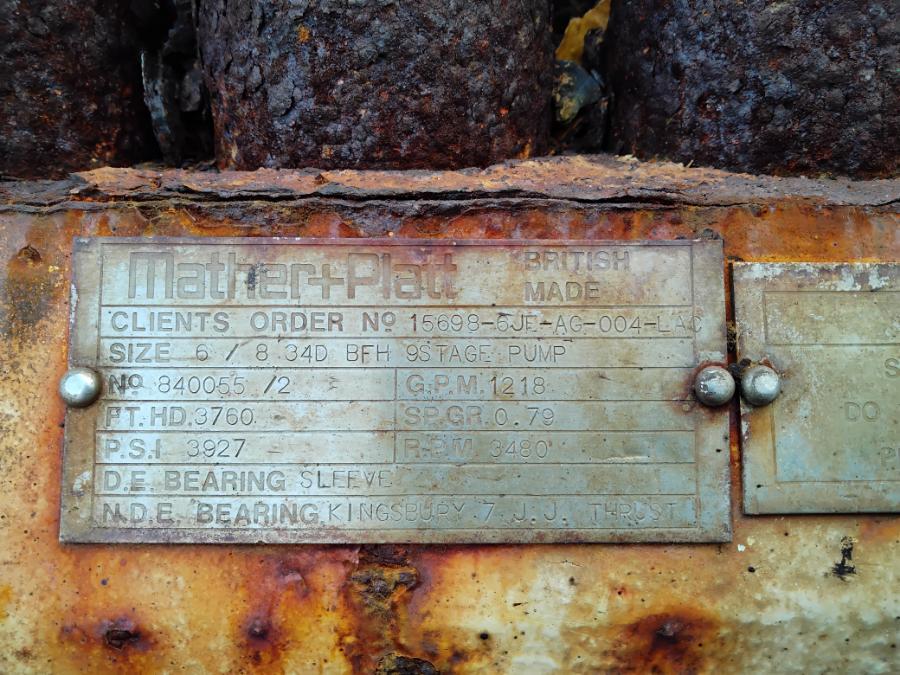 Mather+Platt BRITISH MADE
CLIENTS ORDER Nº 15698-6JE-AG-004-LAC
SIZE 6 / 8 34D BFH 9STAGE PUMP
Nº 840055 /2 G.P.M. 1218
FT. HD. 3760 SP.GR. 0.79
P.S.I 3927 R.P.M 3480
D.E. BEARING SLEEVE
N.D.E. BEARING KINGSBURY 7 J.J. THRUST
DO